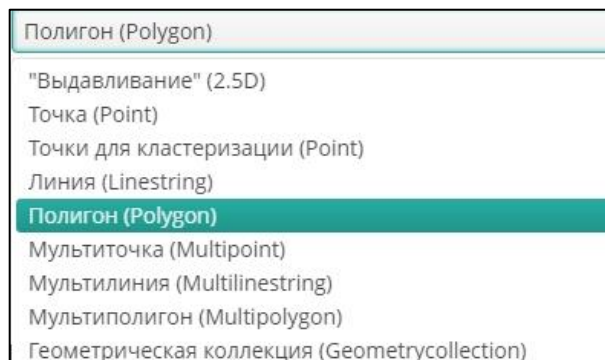 Полигон (Polygon)
"Выдавливание" (2.5D)
Точка (Point)
Точки для кластеризации (Point)
Линия (Linestring)
Полигон (Polygon)
Мультиточка (Multipoint)
Мультилиния (Multilinestring)
Мультиполигон (Multipolygon)
Геометрическая коллекция (Geometrycollection)